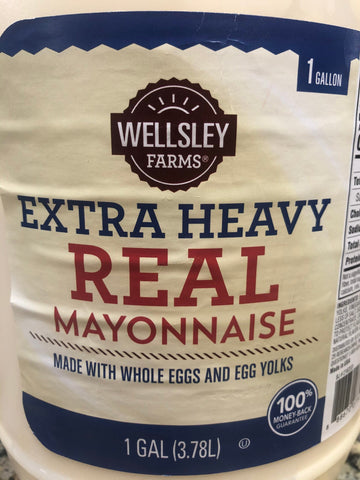 1 GALLON
WELLSLEY
FARMS®
EXTRA HEAVY
REAL
MAYONNAISE
MADE WITH WHOLE EGGS AND EGG YOLKS
100%
MONEY-BACK
GUARANTEE
1 GAL (3.78L) U